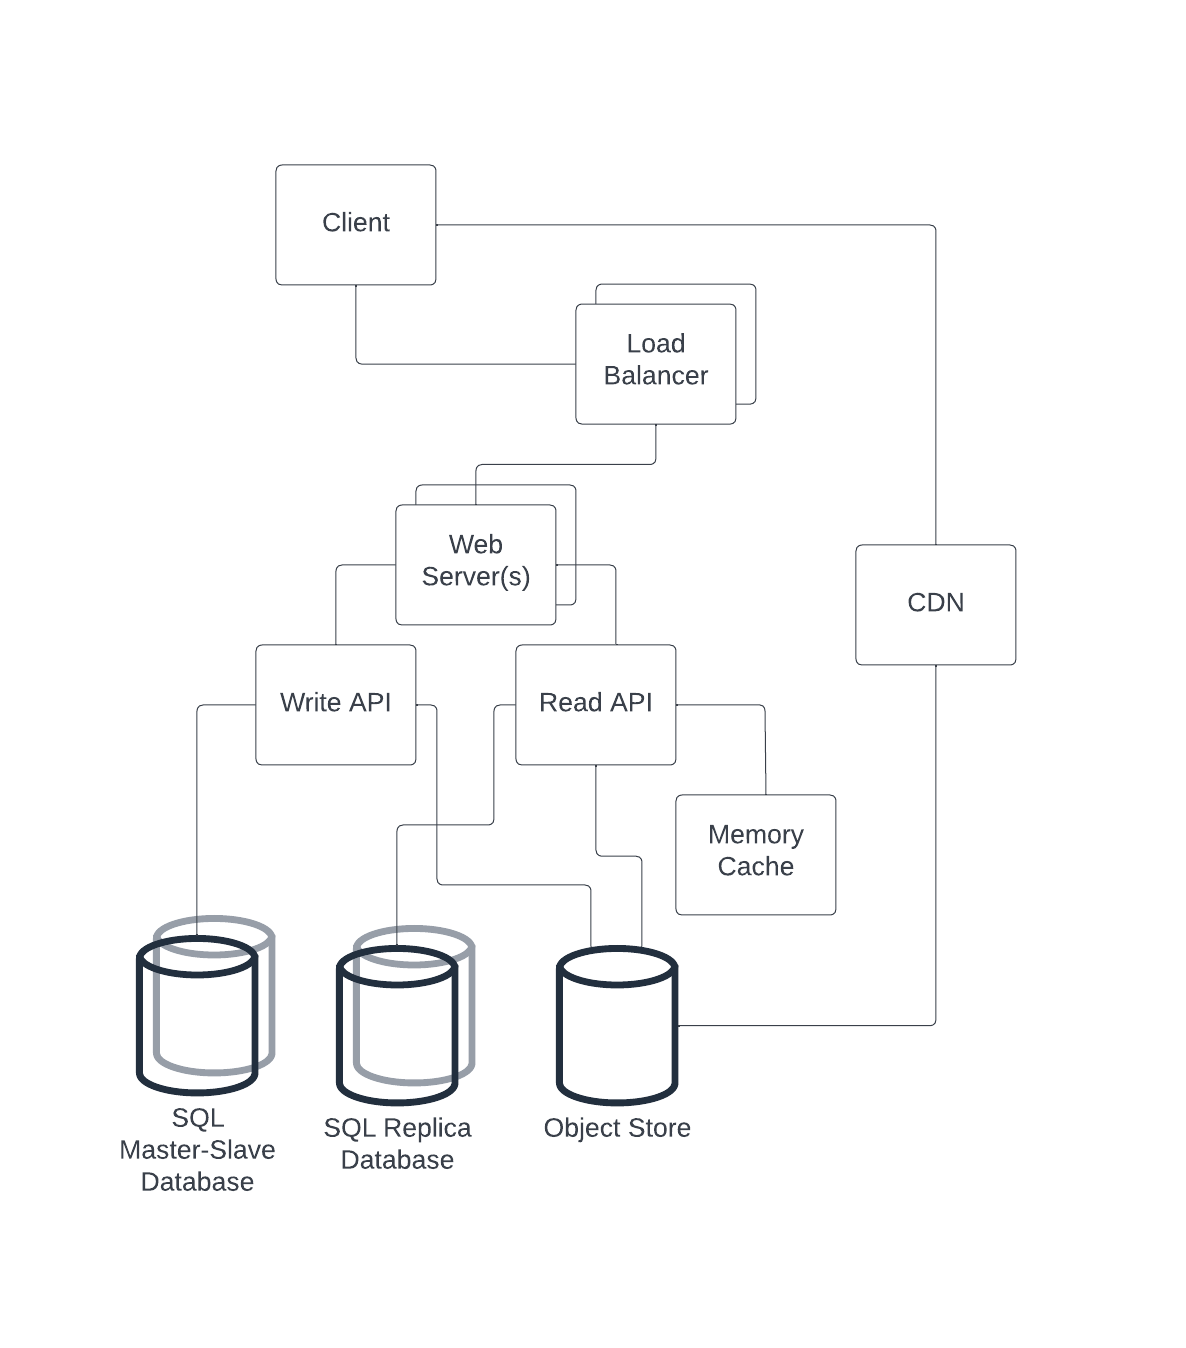 Client
Load
Balancer
Web
Server(s)
CDN
Write API
Read API
Memory
Cache
SQL
Master-Slave
Database
SQL Replica
Database
Object Store